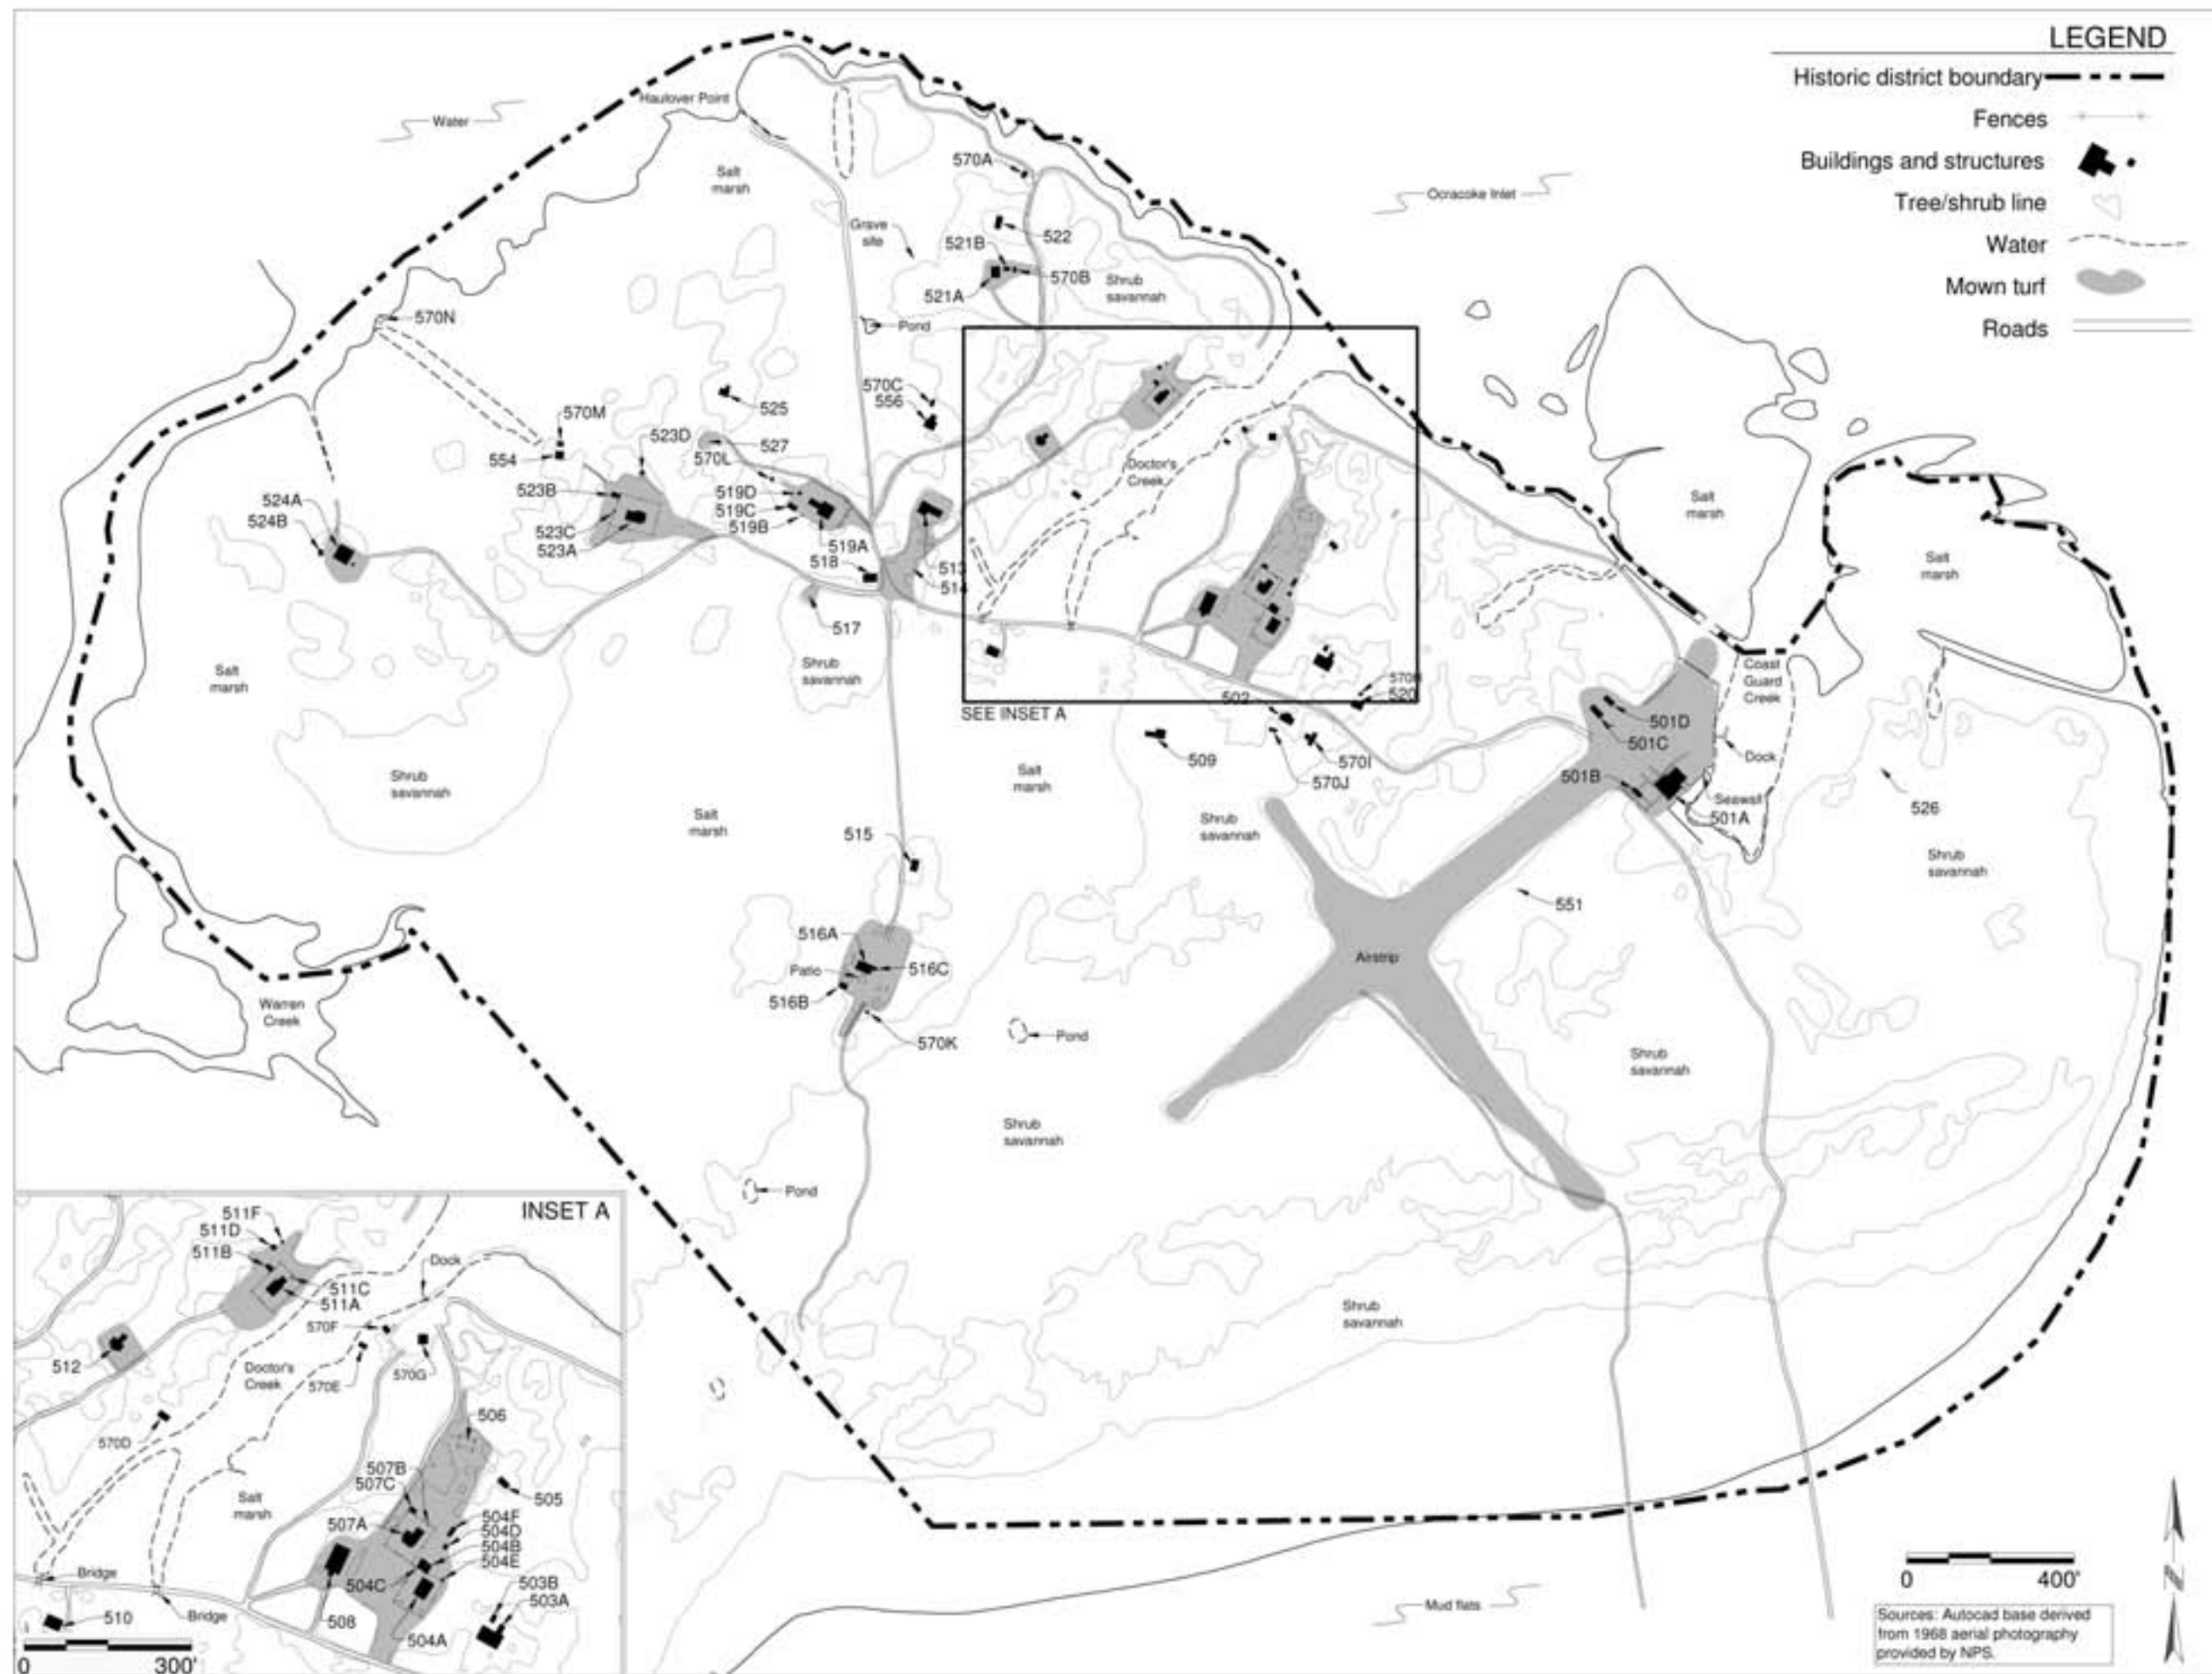 LEGEND
Historic district boundary
Fences
Buildings and structures
Tree/shrub line
Water
Mown turf
Roads
Haulover Point
Water
Salt
marsh
570A
Ocracoke Inlet
Grave
site
522
521B
570B
521A
Shrub
savannah
570N
Pond
570C
556
525
570M
523D
527
554
570L
523B
519D
519C
519B
523C
523A
519A
518
513
514
524A
524B
517
Doctor's
Creek
Salt
marsh
Salt
marsh
Salt
marsh
Shrub
savannah
Coast
Guard
Creek
SEE INSET A
502
570H
520
501D
501C
Dock
509
570I
570J
501B
Seawall
501A
526
Shrub
savannah
Salt
marsh
Salt
marsh
Shrub
savannah
515
Shrub
savannah
551
516A
Patio
516C
516B
Airstrip
Warren
Creek
570K
Pond
Shrub
savannah
Shrub
savannah
Pond
Shrub
savannah
Mud flats
INSET A
511F
511D
511B
Dock
511C
511A
570F
512
Doctor's
Creek
570E
570G
570D
506
507B
507C
505
Salt
marsh
507A
504F
504D
504B
504E
504C
503B
503A
Bridge
Bridge
510
508
504A
0
300'
0
400'
N
Sources: Autocad base derived
from 1968 aerial photography
provided by NPS.